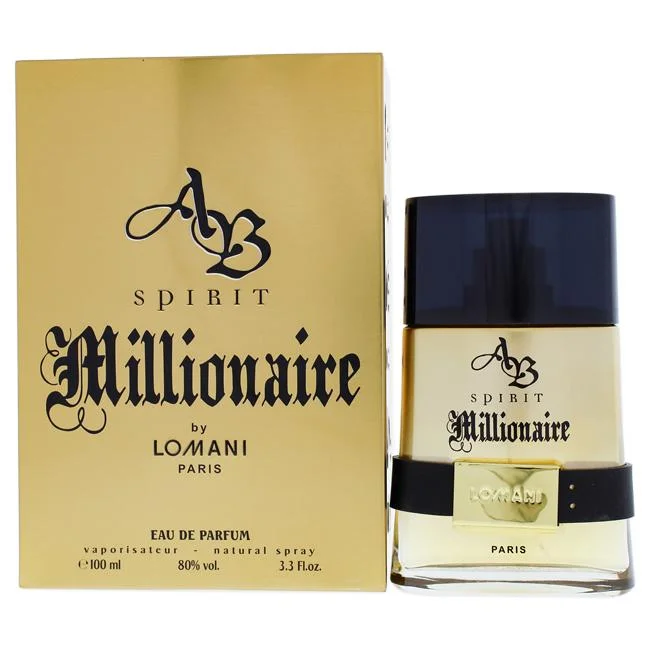 AB
SPIRIT
Millionaire
by
LOMANI
PARIS
EAU DE PARFUM
vaporisateur - natural spray
℮100 ml 80% vol. 3.3 Fl.oz.
AB
SPIRIT
Millionaire
LOMANI
PARIS